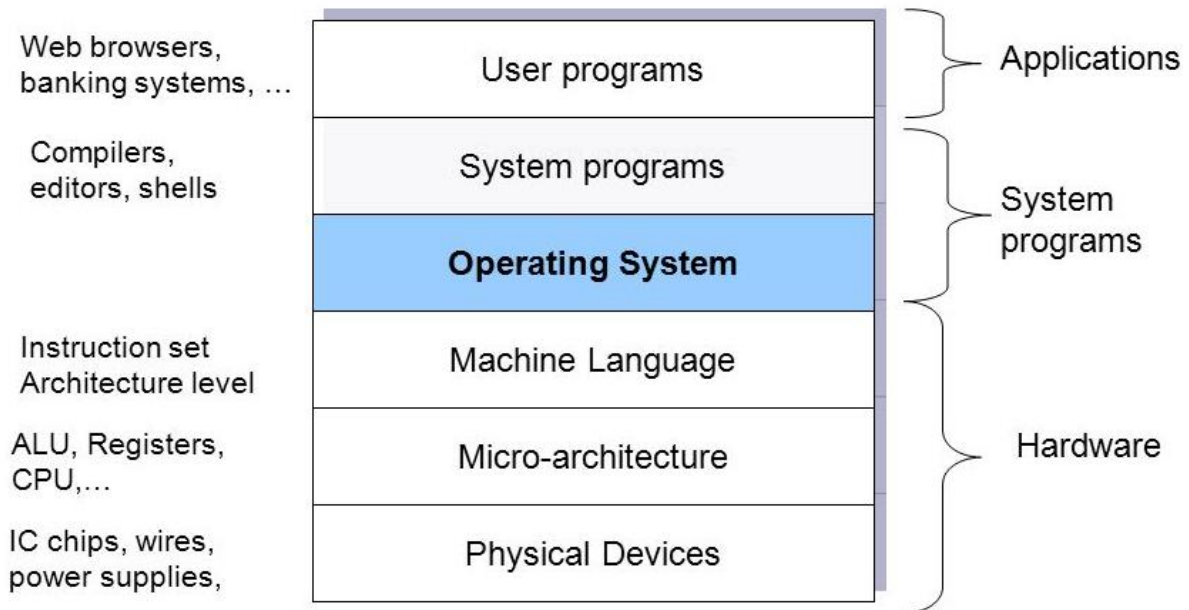 Web browsers,
banking systems, …
User programs
Applications
Compilers,
editors, shells
System programs
System
programs
Operating System
Instruction set
Architecture level
Machine Language
ALU, Registers,
CPU,…
Micro-architecture
Hardware
IC chips, wires,
power supplies,
Physical Devices